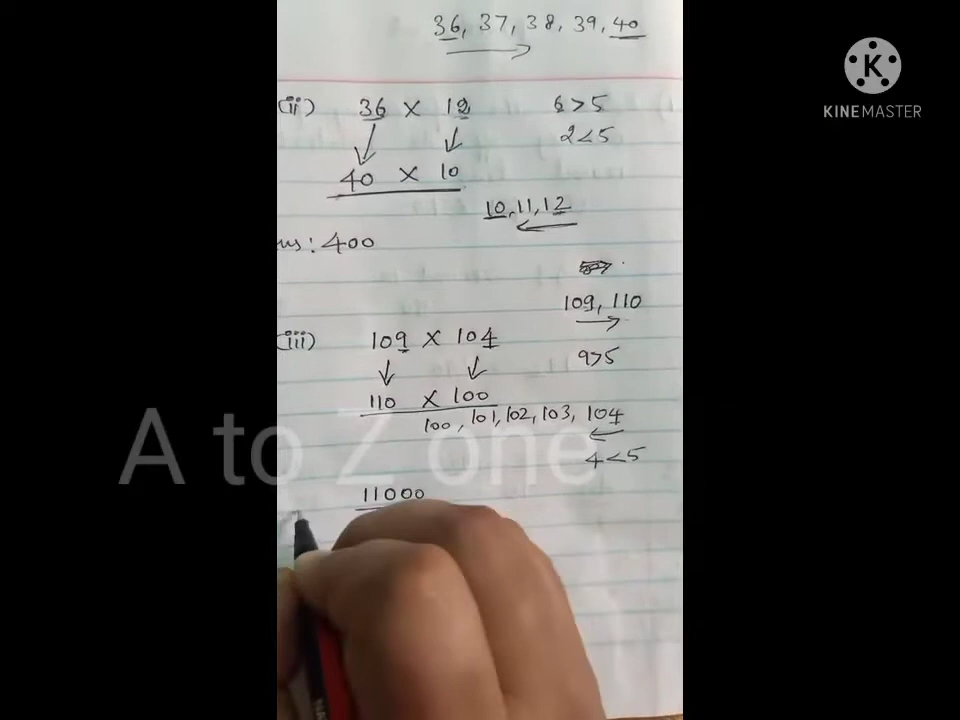 36, 37, 38, 39, 40
K
KINEMASTER
(ii) 36 × 12 6>5
2<5
40 × 10
10, 11, 12
ns: 400
109, 110
(iii) 109 × 104
9>5
110 × 100
100, 101, 102, 103, 104
4<5
A to Z one
11000